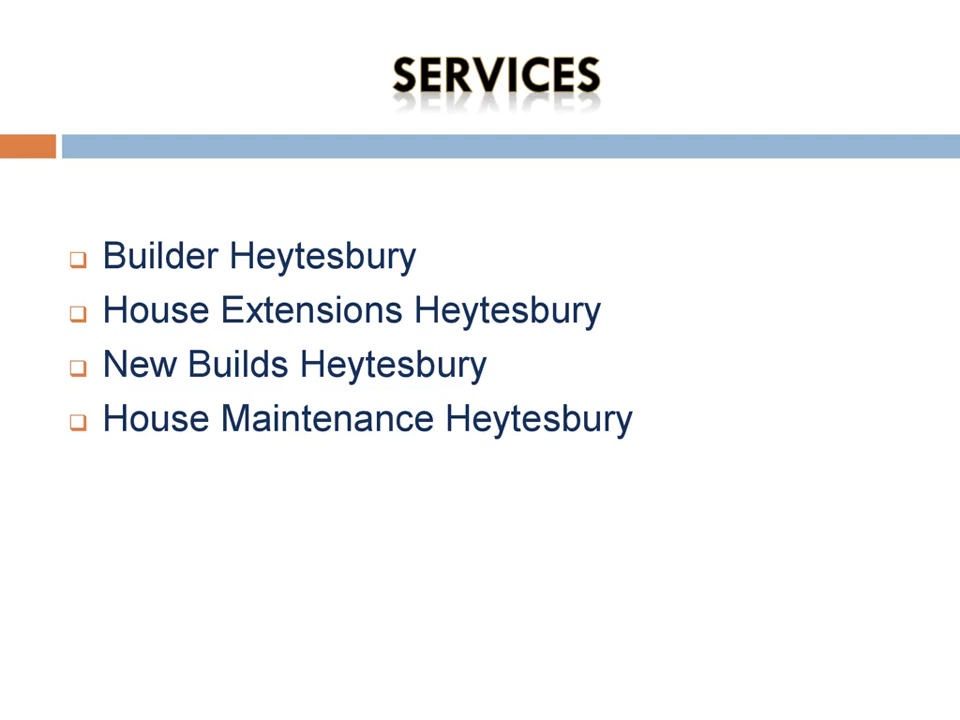 SERVICES
Builder Heytesbury
House Extensions Heytesbury
New Builds Heytesbury
House Maintenance Heytesbury